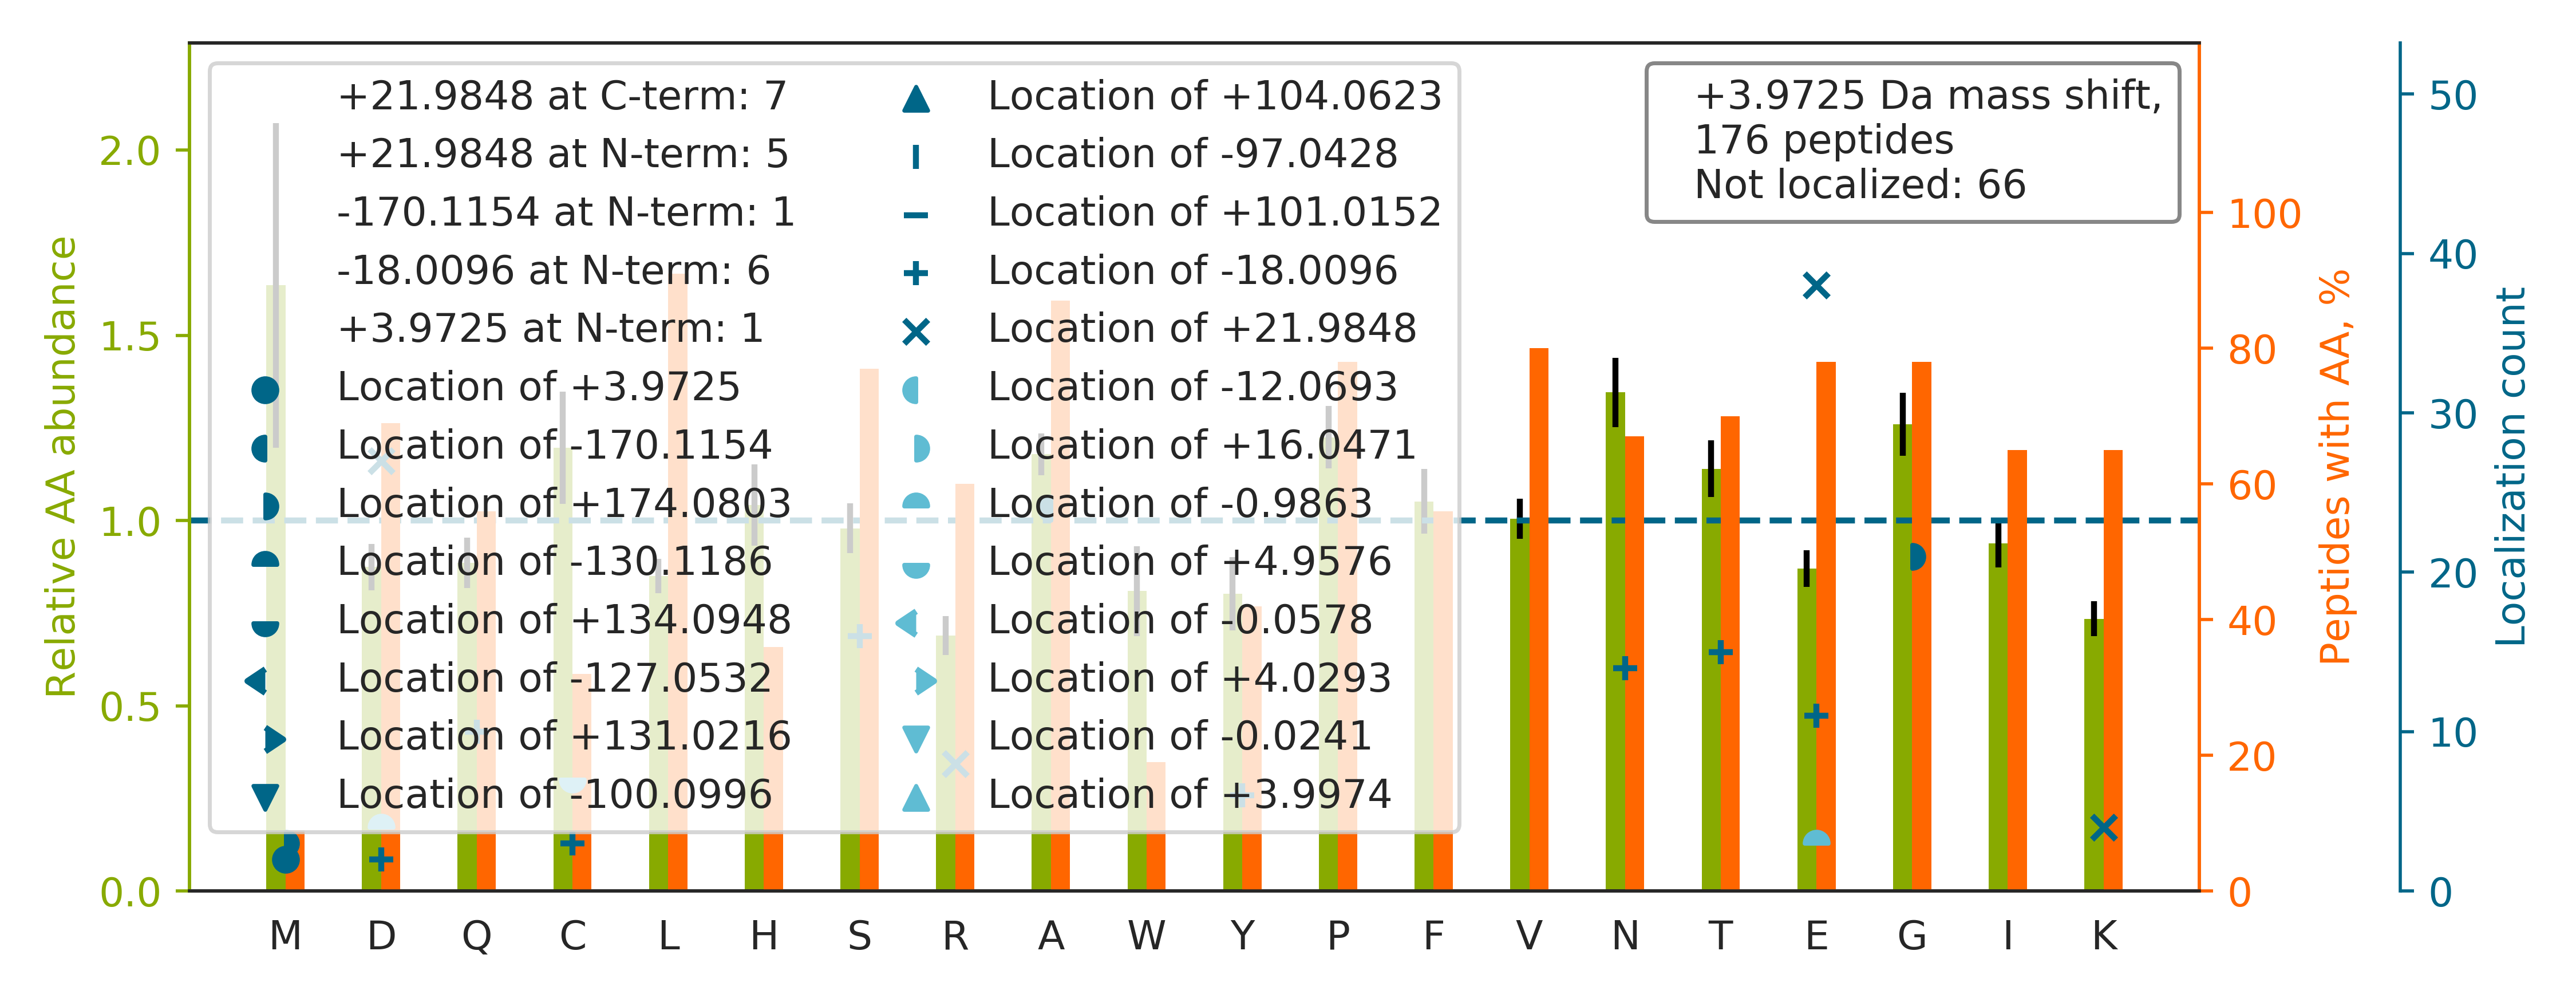 +21.9848 at C-term: 7
+21.9848 at N-term: 5
-170.1154 at N-term: 1
-18.0096 at N-term: 6
+3.9725 at N-term: 1
Location of +3.9725
Location of -170.1154
Location of +174.0803
Location of -130.1186
Location of +134.0948
Location of -127.0532
Location of +131.0216
Location of -100.0996
Location of +104.0623
Location of -97.0428
Location of +101.0152
Location of -18.0096
Location of +21.9848
Location of -12.0693
Location of +16.0471
Location of -0.9863
Location of +4.9576
Location of -0.0578
Location of +4.0293
Location of -0.0241
Location of +3.9974
+3.9725 Da mass shift,
176 peptides
Not localized: 66
Relative AA abundance
2.0
1.5
1.0
0.5
0.0
M D Q C L H S R A W Y P F V N T E G I K
100
80
60
40
20
0
Peptides with AA, %
50
40
30
20
10
0
Localization count